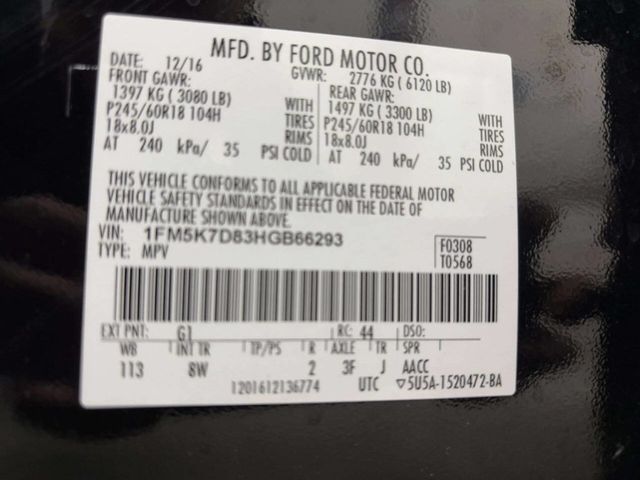 MFD. BY FORD MOTOR CO.
DATE: 12/16 GVWR: 2776 KG ( 6120 LB)
FRONT GAWR: REAR GAWR:
1397 KG ( 3080 LB) WITH 1497 KG ( 3300 LB) WITH
P245/60R18 104H TIRES P245/60R18 104H TIRES
18x8.0J RIMS 18x8.0J RIMS
AT 240 kPa/ 35 PSI COLD AT 240 kPa/ 35 PSI COLD
THIS VEHICLE CONFORMS TO ALL APPLICABLE FEDERAL MOTOR
VEHICLE SAFETY STANDARDS IN EFFECT ON THE DATE OF
MANUFACTURE SHOWN ABOVE.
VIN: 1FM5K7D83HGB66293 F0308
TYPE: MPV T0568
EXT PNT: G1 RC: 44 DSO:
WB INT TR TP/PS R AXLE TR SPR
113 8W 2 3F J AACC
1201612136774 UTC ▽5U5A-1520472-BA